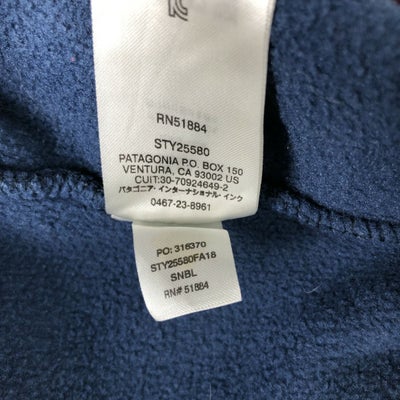 RN51884
STY25580
PATAGONIA P.O. BOX 150
VENTURA, CA 93002 US
CUIT:30-70924649-2
パタゴニア・インターナショナル・インク
0467-23-8961
PO: 316370
STY25580FA18
SNBL
RN# 51884